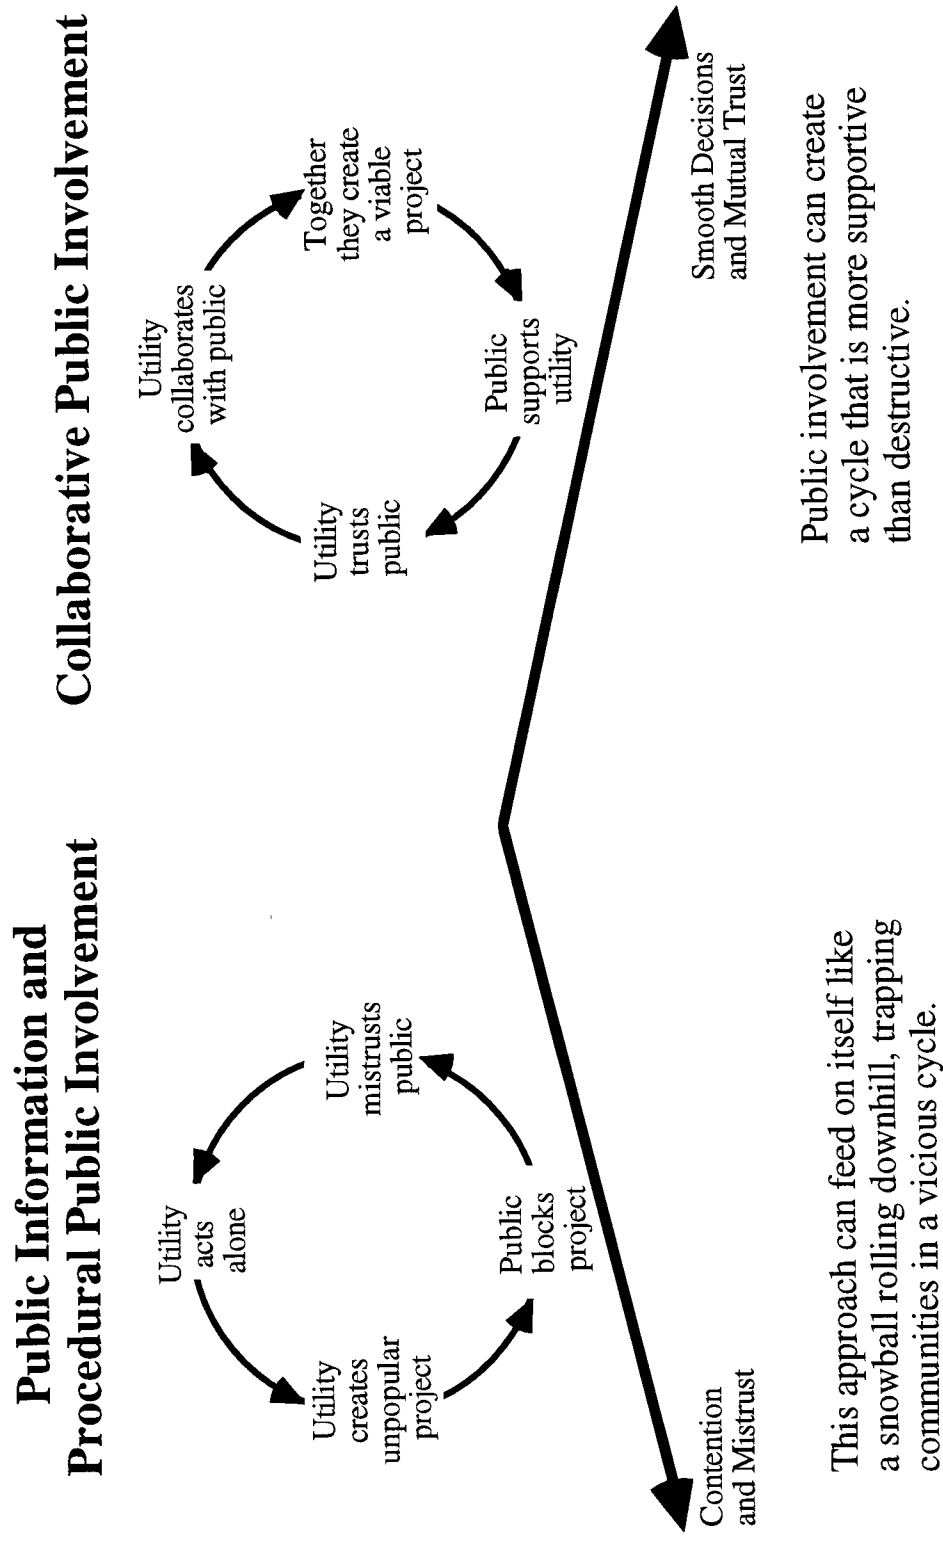 Public Information and
Procedural Public Involvement
Utility
acts
alone
Utility
creates
unpopular
project
Public
blocks
project
Utility
mistrusts
public
Contention
and Mistrust
This approach can feed on itself like
a snowball rolling downhill, trapping
communities in a vicious cycle.
Collaborative Public Involvement
Utility
collaborates
with public
Together
they create
a viable
project
Public
supports
utility
Utility
trusts
public
Smooth Decisions
and Mutual Trust
Public involvement can create
a cycle that is more supportive
than destructive.